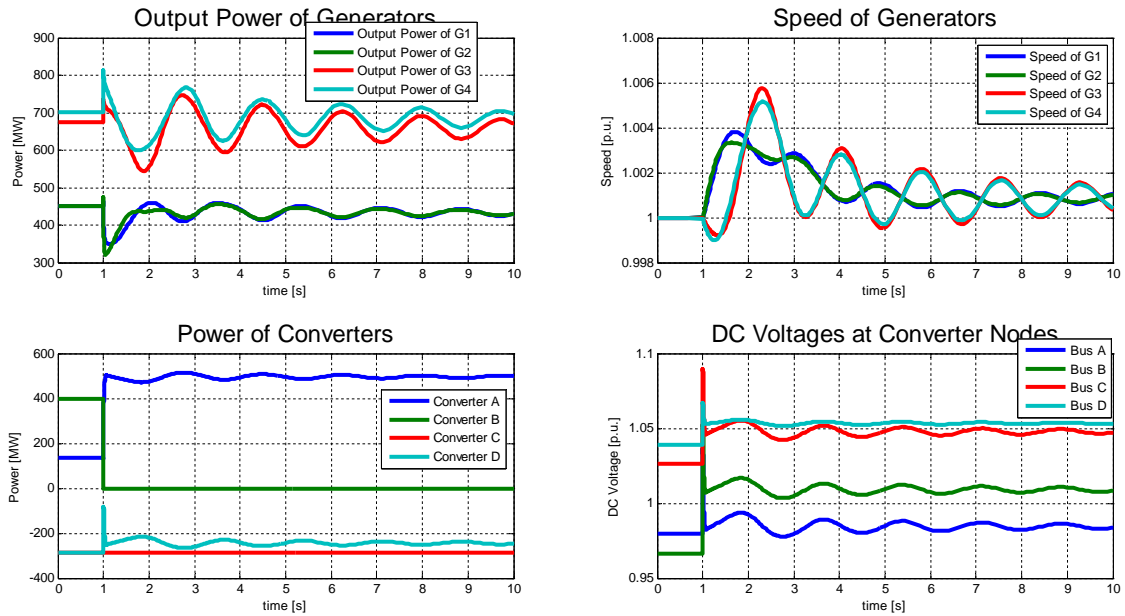 Output Power of Generators
900
800
700
600
500
400
300
Power [MW]
0 1 2 3 4 5 6 7 8 9 10
time [s]
Output Power of G1
Output Power of G2
Output Power of G3
Output Power of G4
Speed of Generators
1.008
1.006
1.004
1.002
1
0.998
Speed [p.u.]
0 1 2 3 4 5 6 7 8 9 10
time [s]
Speed of G1
Speed of G2
Speed of G3
Speed of G4
Power of Converters
600
400
200
0
-200
-400
Power [MW]
0 1 2 3 4 5 6 7 8 9 10
time [s]
Converter A
Converter B
Converter C
Converter D
DC Voltages at Converter Nodes
1.1
1.05
1
0.95
DC Voltage [p.u.]
0 1 2 3 4 5 6 7 8 9 10
time [s]
Bus A
Bus B
Bus C
Bus D